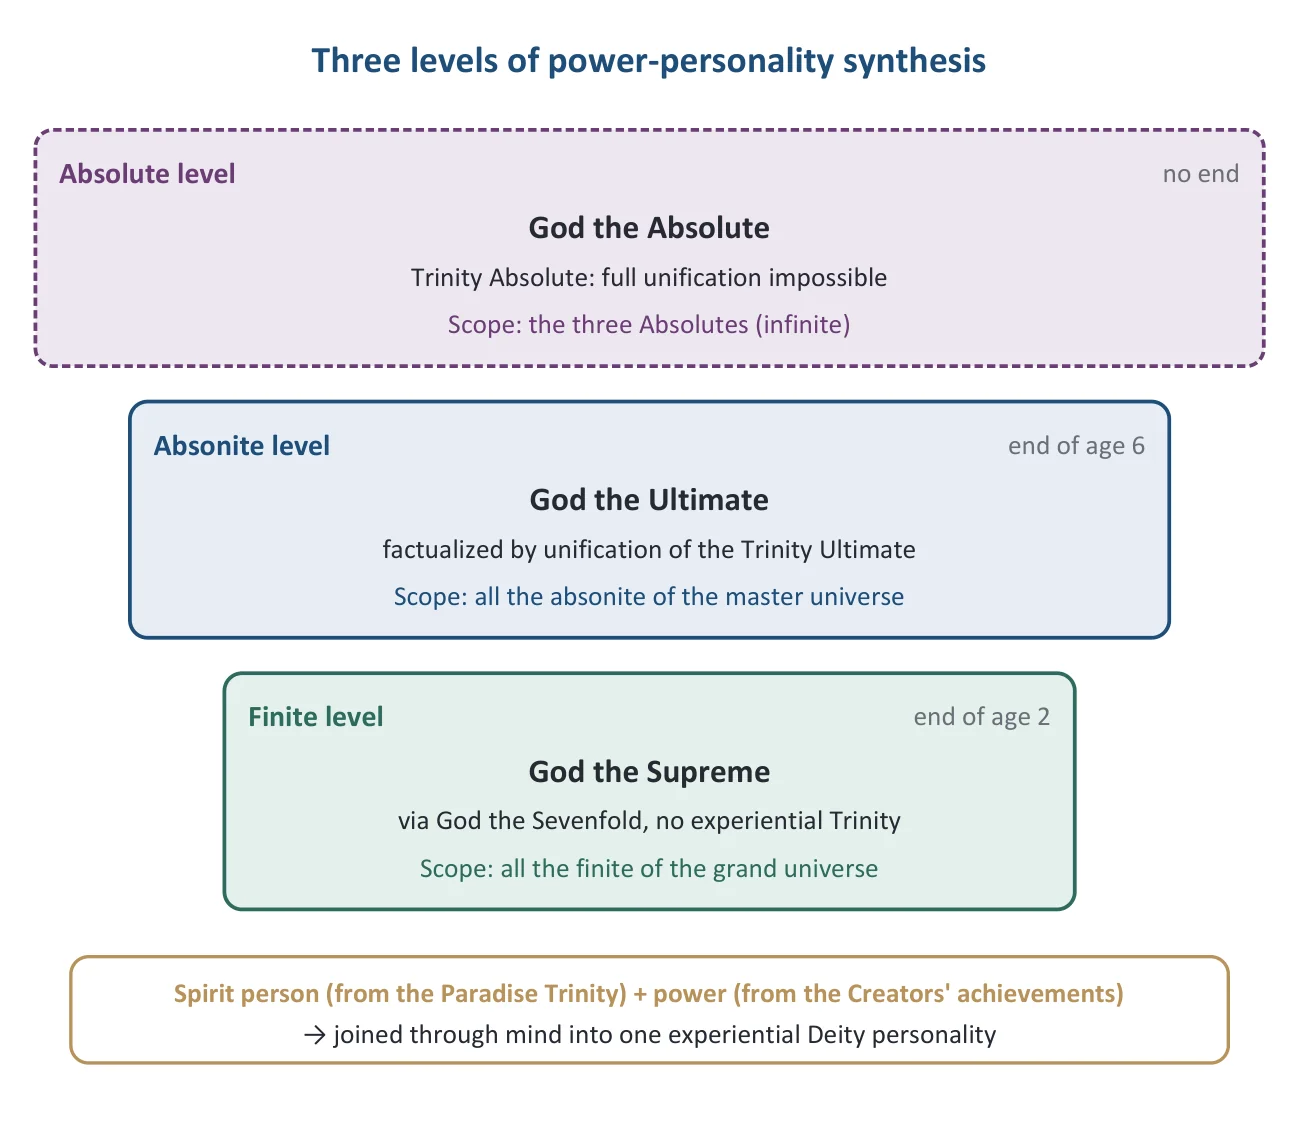 Three levels of power-personality synthesis
Absolute level
no end
God the Absolute
Trinity Absolute: full unification impossible
Scope: the three Absolutes (infinite)
Absonite level
end of age 6
God the Ultimate
factualized by unification of the Trinity Ultimate
Scope: all the absonite of the master universe
Finite level
end of age 2
God the Supreme
via God the Sevenfold, no experiential Trinity
Scope: all the finite of the grand universe
Spirit person (from the Paradise Trinity) + power (from the Creators' achievements)
→ joined through mind into one experiential Deity personality